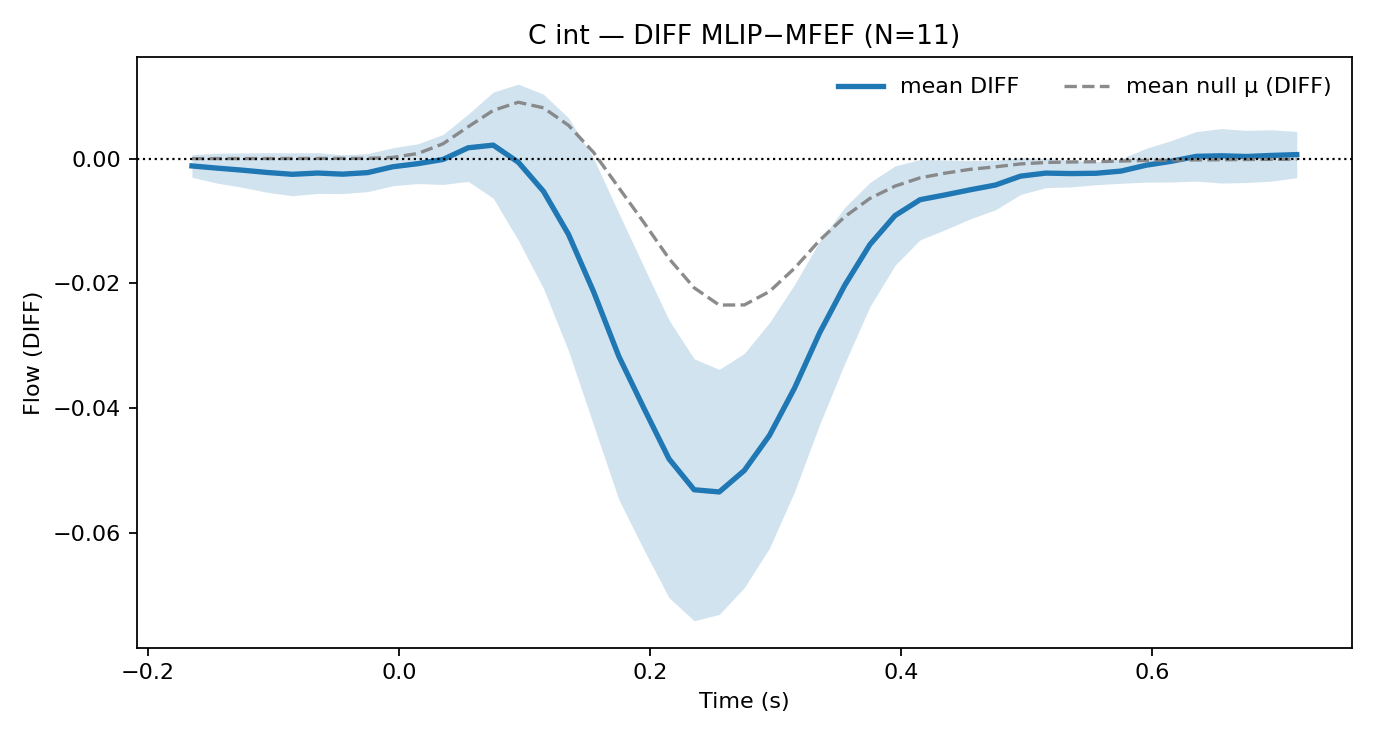 C int — DIFF MLIP−MFEF (N=11)
mean DIFF
mean null μ (DIFF)
0.00
−0.02
−0.04
−0.06
Flow (DIFF)
−0.2
0.0
0.2
0.4
0.6
Time (s)